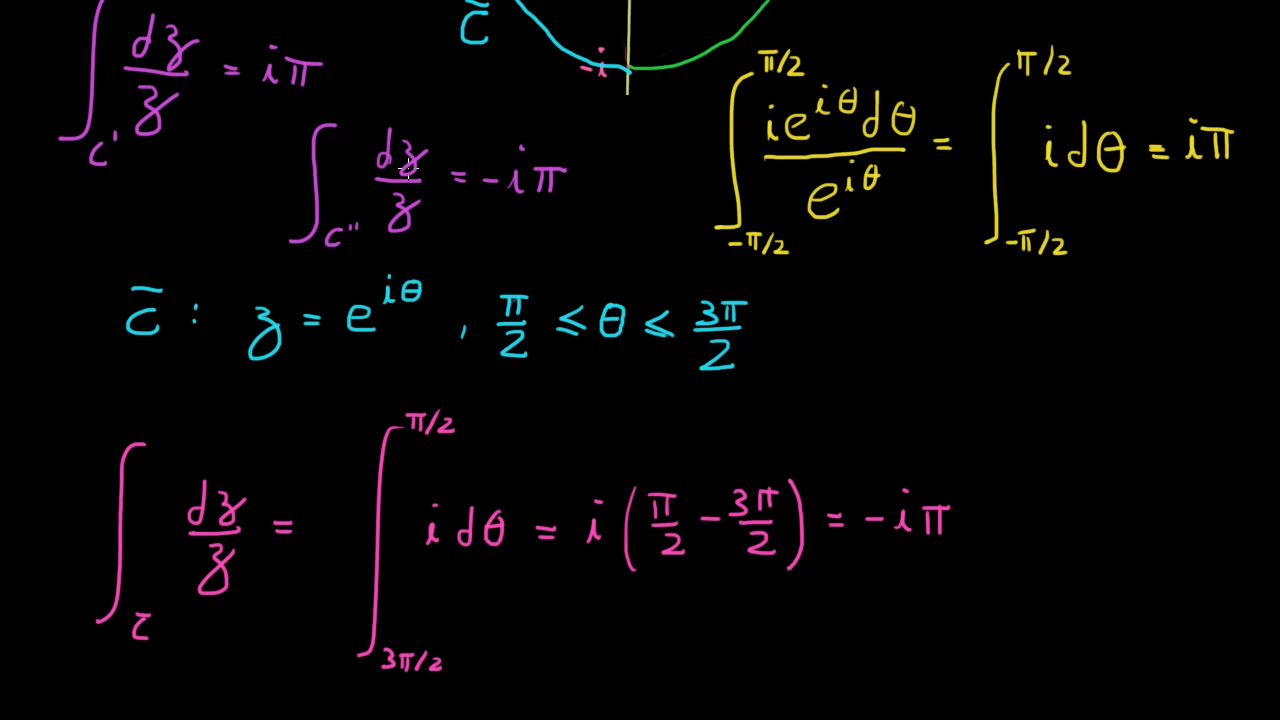 C̄
-i
∫_{C'} dz/z = iπ
∫_{C''} dz/z = -iπ
∫_{-π/2}^{π/2} ie^{iθ}dθ/e^{iθ} = ∫_{-π/2}^{π/2} idθ = iπ
C̄ : z = e^{iθ} , π/2 ≤ θ ≤ 3π/2
∫_{C̄} dz/z = ∫_{3π/2}^{π/2} idθ = i(π/2 - 3π/2) = -iπ